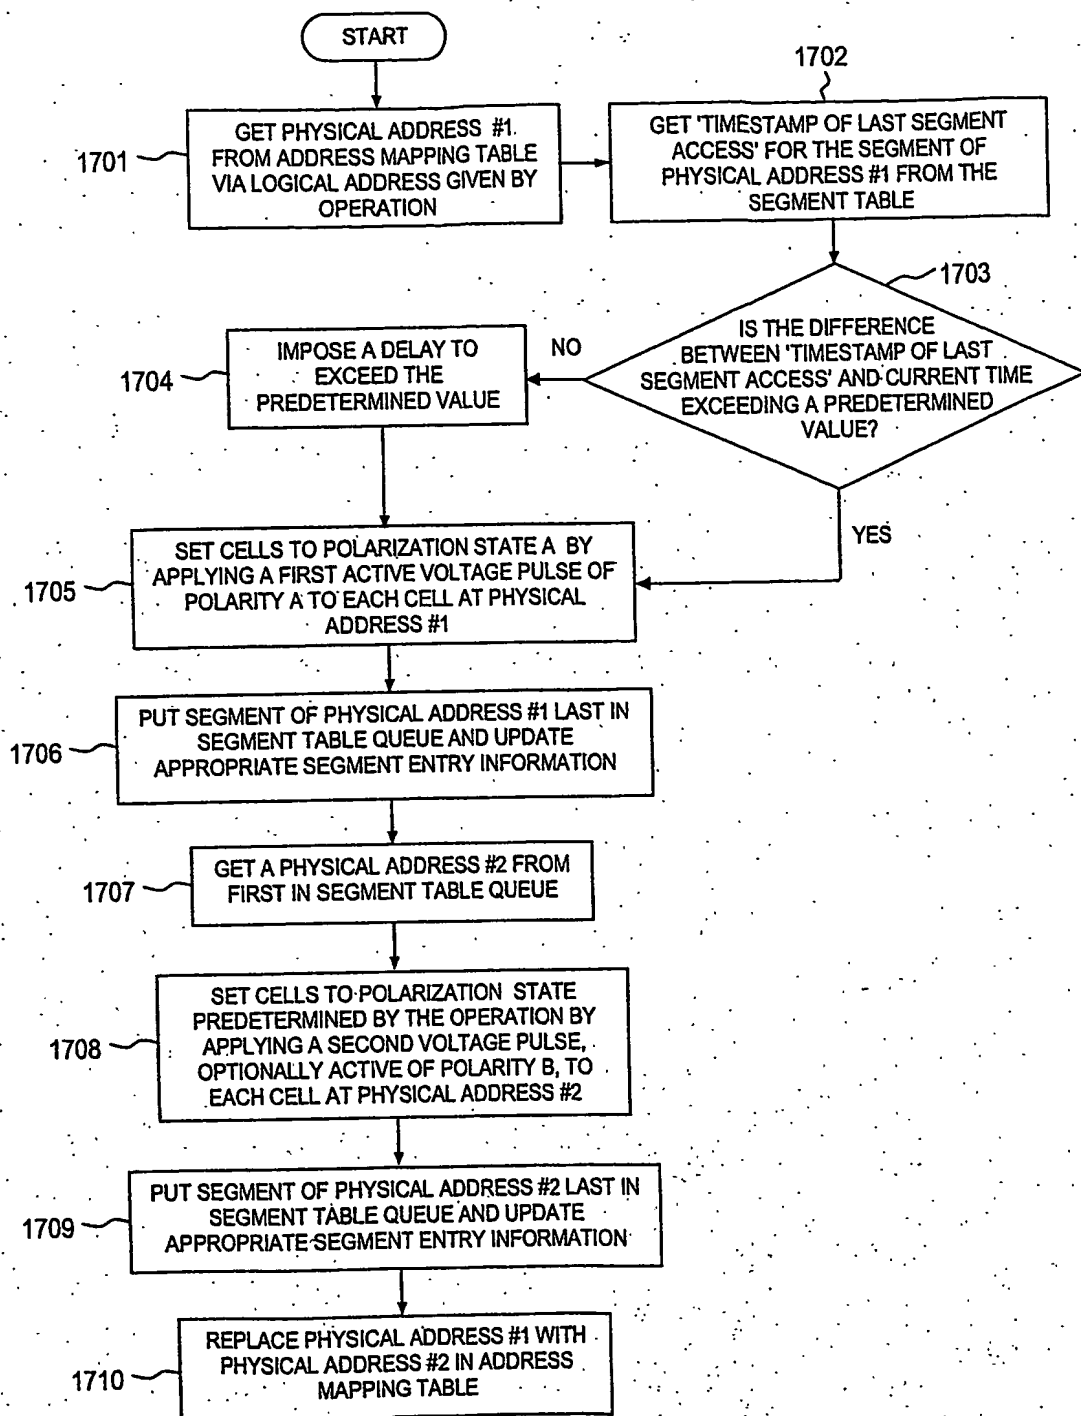 START
1701
GET PHYSICAL ADDRESS #1.
FROM ADDRESS MAPPING TABLE
VIA LOGICAL ADDRESS GIVEN BY
OPERATION
1702
GET 'TIMESTAMP OF LAST SEGMENT
ACCESS' FOR THE SEGMENT OF
PHYSICAL ADDRESS #1 FROM THE
SEGMENT TABLE
1703
IS THE DIFFERENCE
BETWEEN 'TIMESTAMP OF LAST
SEGMENT ACCESS' AND CURRENT TIME
EXCEEDING A PREDETERMINED
VALUE?
NO
YES
1704
IMPOSE A DELAY TO
EXCEED THE
PREDETERMINED VALUE
1705
SET CELLS TO POLARIZATION STATE A BY
APPLYING A FIRST ACTIVE VOLTAGE PULSE OF
POLARITY A TO EACH CELL AT PHYSICAL
ADDRESS #1
1706
PUT SEGMENT OF PHYSICAL ADDRESS #1 LAST IN
SEGMENT TABLE QUEUE AND UPDATE
APPROPRIATE SEGMENT ENTRY INFORMATION
1707
GET A PHYSICAL ADDRESS #2 FROM
FIRST IN SEGMENT TABLE QUEUE
1708
SET CELLS TO POLARIZATION STATE
PREDETERMINED BY THE OPERATION BY
APPLYING A SECOND VOLTAGE PULSE,
OPTIONALLY ACTIVE OF POLARITY B, TO
EACH CELL AT PHYSICAL ADDRESS #2
1709
PUT SEGMENT OF PHYSICAL ADDRESS #2 LAST IN
SEGMENT TABLE QUEUE AND UPDATE
APPROPRIATE SEGMENT ENTRY INFORMATION
1710
REPLACE PHYSICAL ADDRESS #1 WITH
PHYSICAL ADDRESS #2 IN ADDRESS
MAPPING TABLE